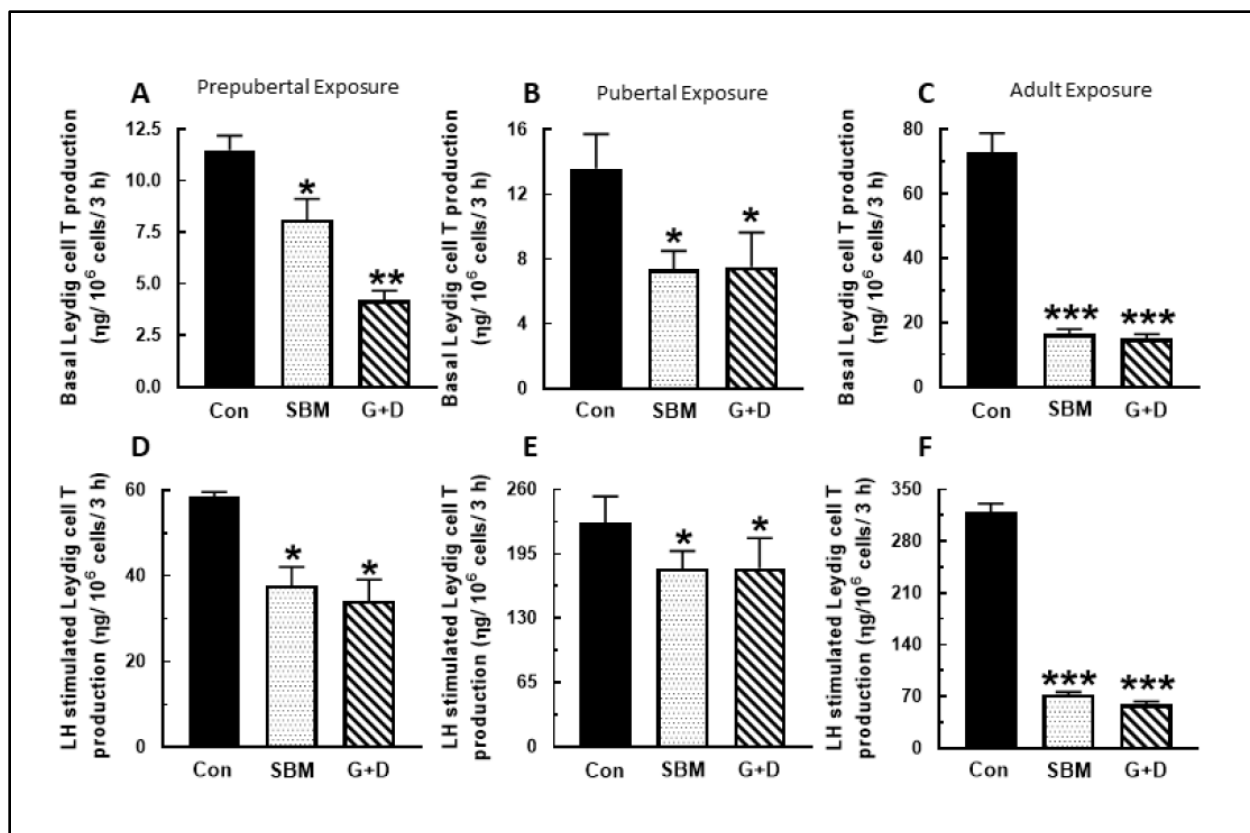 A Prepubertal Exposure
Basal Leydig cell T production
(ηg/ 10⁶ cells/ 3 h)
12.5
10.0
7.5
5.0
2.5
0.0
*
**
Con SBM G+D
B Pubertal Exposure
Basal Leydig cell T production
(ηg/ 10⁶ cells/ 3 h)
16
12
8
4
0
*
*
Con SBM G+D
C Adult Exposure
Basal Leydig cell T production
(ηg/ 10⁶ cells/ 3 h)
80
60
40
20
0
***
***
Con SBM G+D
D
LH stimulated Leydig cell T
production (ηg/ 10⁶ cells/ 3 h)
60
40
20
0
*
*
Con SBM G+D
E
LH stimulated Leydig cell T
production (ηg/ 10⁶ cells/ 3 h)
260
195
130
65
0
*
*
Con SBM G+D
F
LH stimulated Leydig cell T
production (ηg/10⁶ cells/ 3 h)
350
280
210
140
70
0
***
***
Con SBM G+D